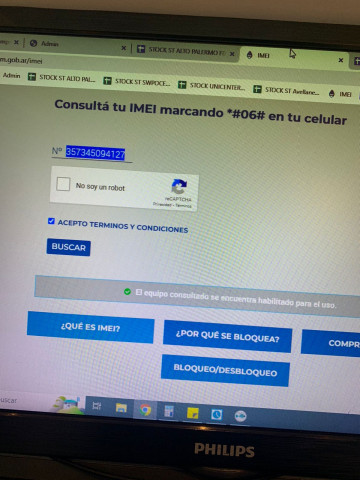 Admin
STOCK ST ALTO PALERMO F
IMEI
m.gob.ar/imei
Admin
STOCK ST ALTO PAL...
STOCK ST SWPOCF...
STOCK UNICENTER...
STOCK ST Avellane...
IMEI
Consultá tu IMEI marcando *#06# en tu celular
Nº 357345094127
No soy un robot
reCAPTCHA
Privacidad - Términos
ACEPTO TERMINOS Y CONDICIONES
BUSCAR
El equipo consultado se encuentra habilitado para el uso.
¿QUÉ ES IMEI?
¿POR QUÉ SE BLOQUEA?
COMPR
BLOQUEO/DESBLOQUEO
uscar
PHILIPS